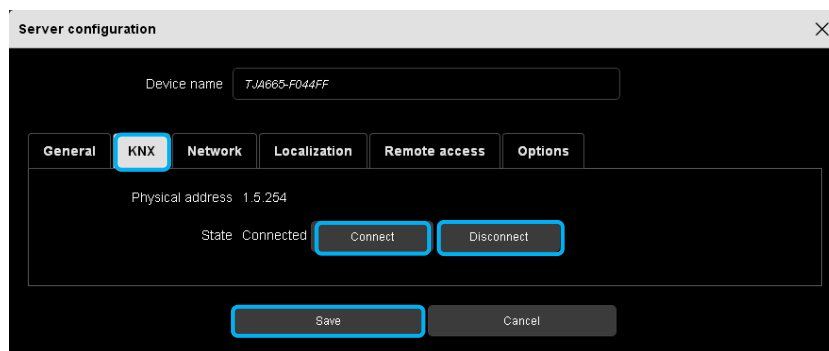 Server configuration
Device name TJA665-F044FF
General KNX Network Localization Remote access Options
Physical address 1.5.254
State Connected Connect Disconnect
Save Cancel